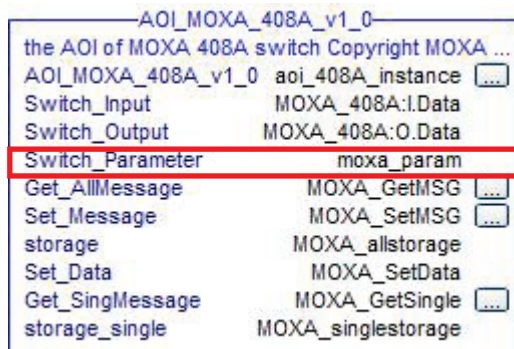 AOI_MOXA_408A_v1_0
the AOI of MOXA 408A switch Copyright MOXA ...
AOI_MOXA_408A_v1_0 aoi_408A_instance ...
Switch_Input MOXA_408A:I.Data
Switch_Output MOXA_408A:O.Data
Switch_Parameter moxa_param
Get_AllMessage MOXA_GetMSG ...
Set_Message MOXA_SetMSG ...
storage MOXA_allstorage
Set_Data MOXA_SetData
Get_SingMessage MOXA_GetSingle ...
storage_single MOXA_singlestorage